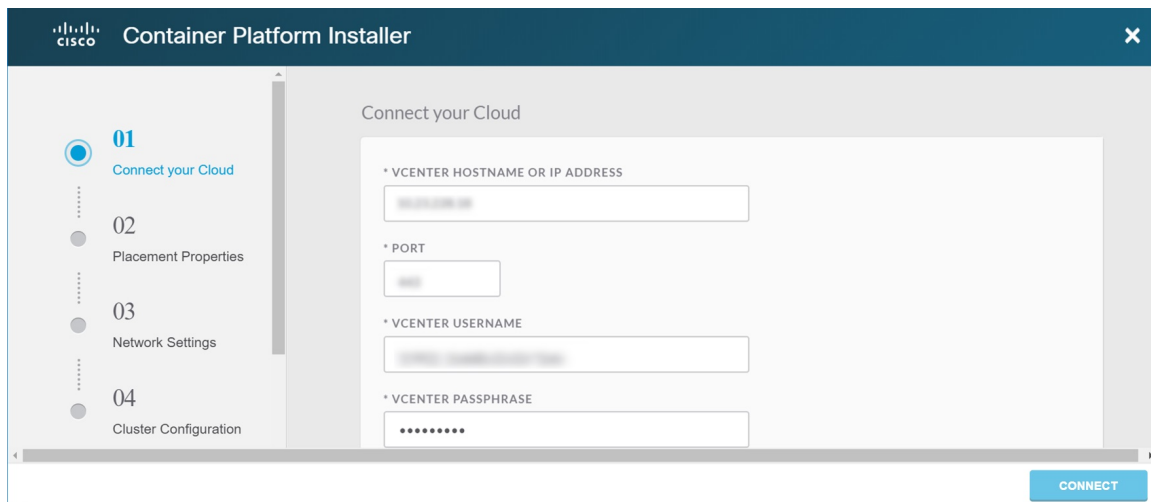 cisco
Container Platform Installer
01
Connect your Cloud
02
Placement Properties
03
Network Settings
04
Cluster Configuration
Connect your Cloud
* VCENTER HOSTNAME OR IP ADDRESS
* PORT
* VCENTER USERNAME
* VCENTER PASSPHRASE
CONNECT